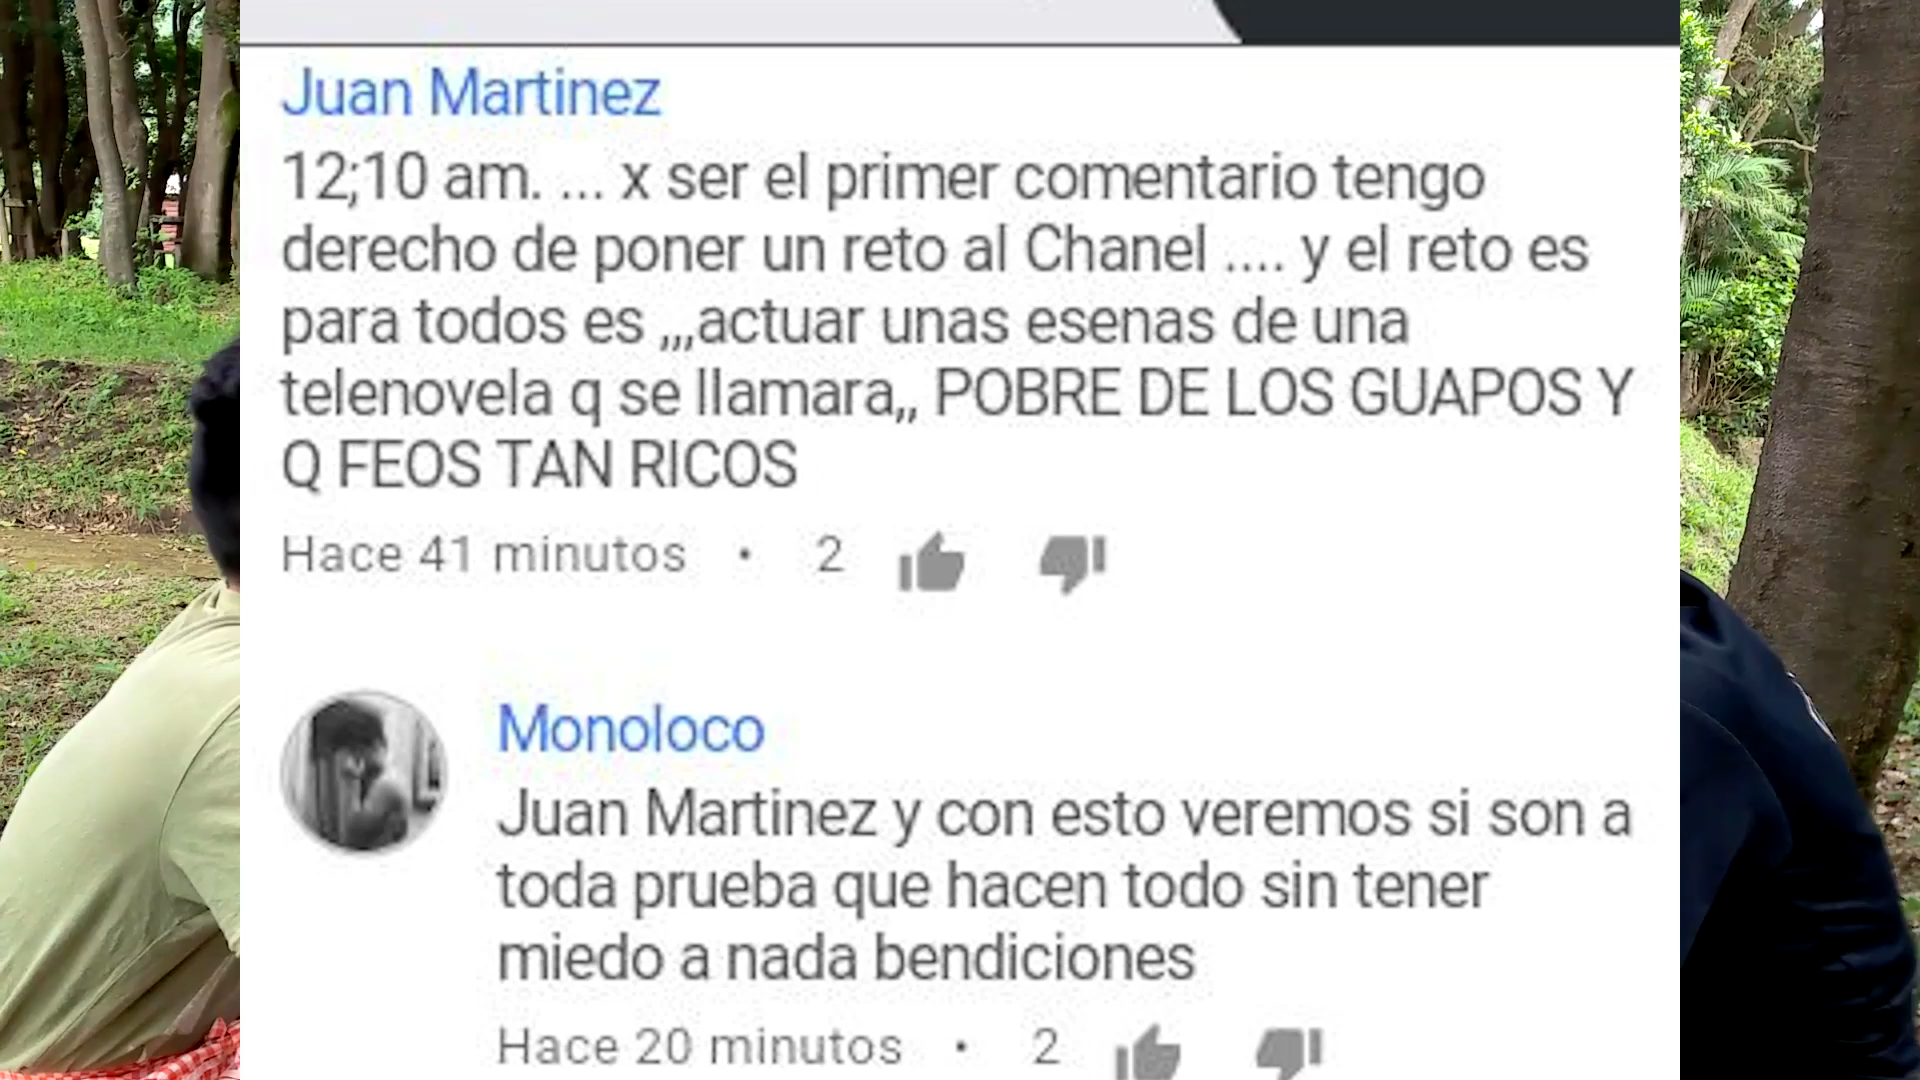 Juan Martinez
12;10 am. ... x ser el primer comentario tengo
derecho de poner un reto al Chanel .... y el reto es
para todos es ,,,actuar unas esenas de una
telenovela q se llamara,, POBRE DE LOS GUAPOS Y
Q FEOS TAN RICOS
Hace 41 minutos • 2
Monoloco
Juan Martinez y con esto veremos si son a
toda prueba que hacen todo sin tener
miedo a nada bendiciones
Hace 20 minutos • 2